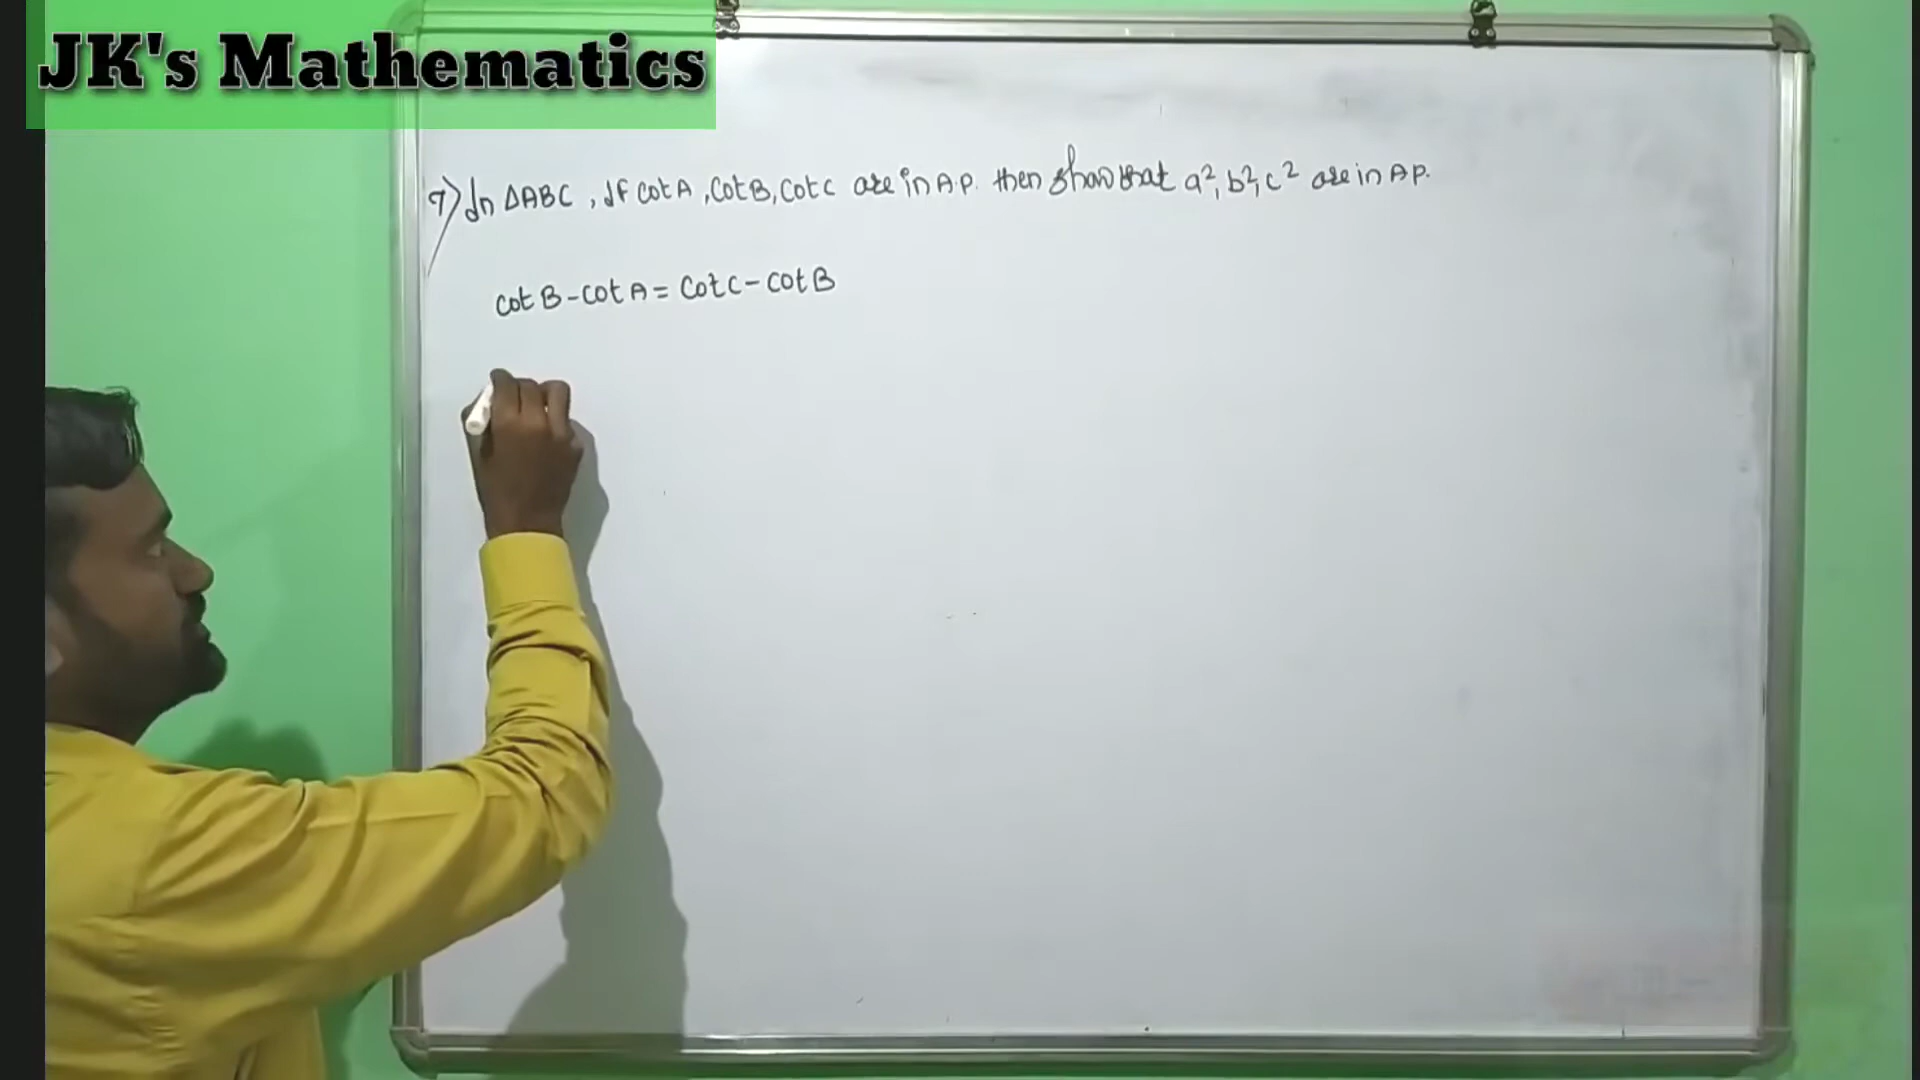 JK's Mathematics
7) In ΔABC, If cotA, cotB, cotC are in A.P. then show that a², b², c² are in A.P.
cot B - cot A = cot C - cot B